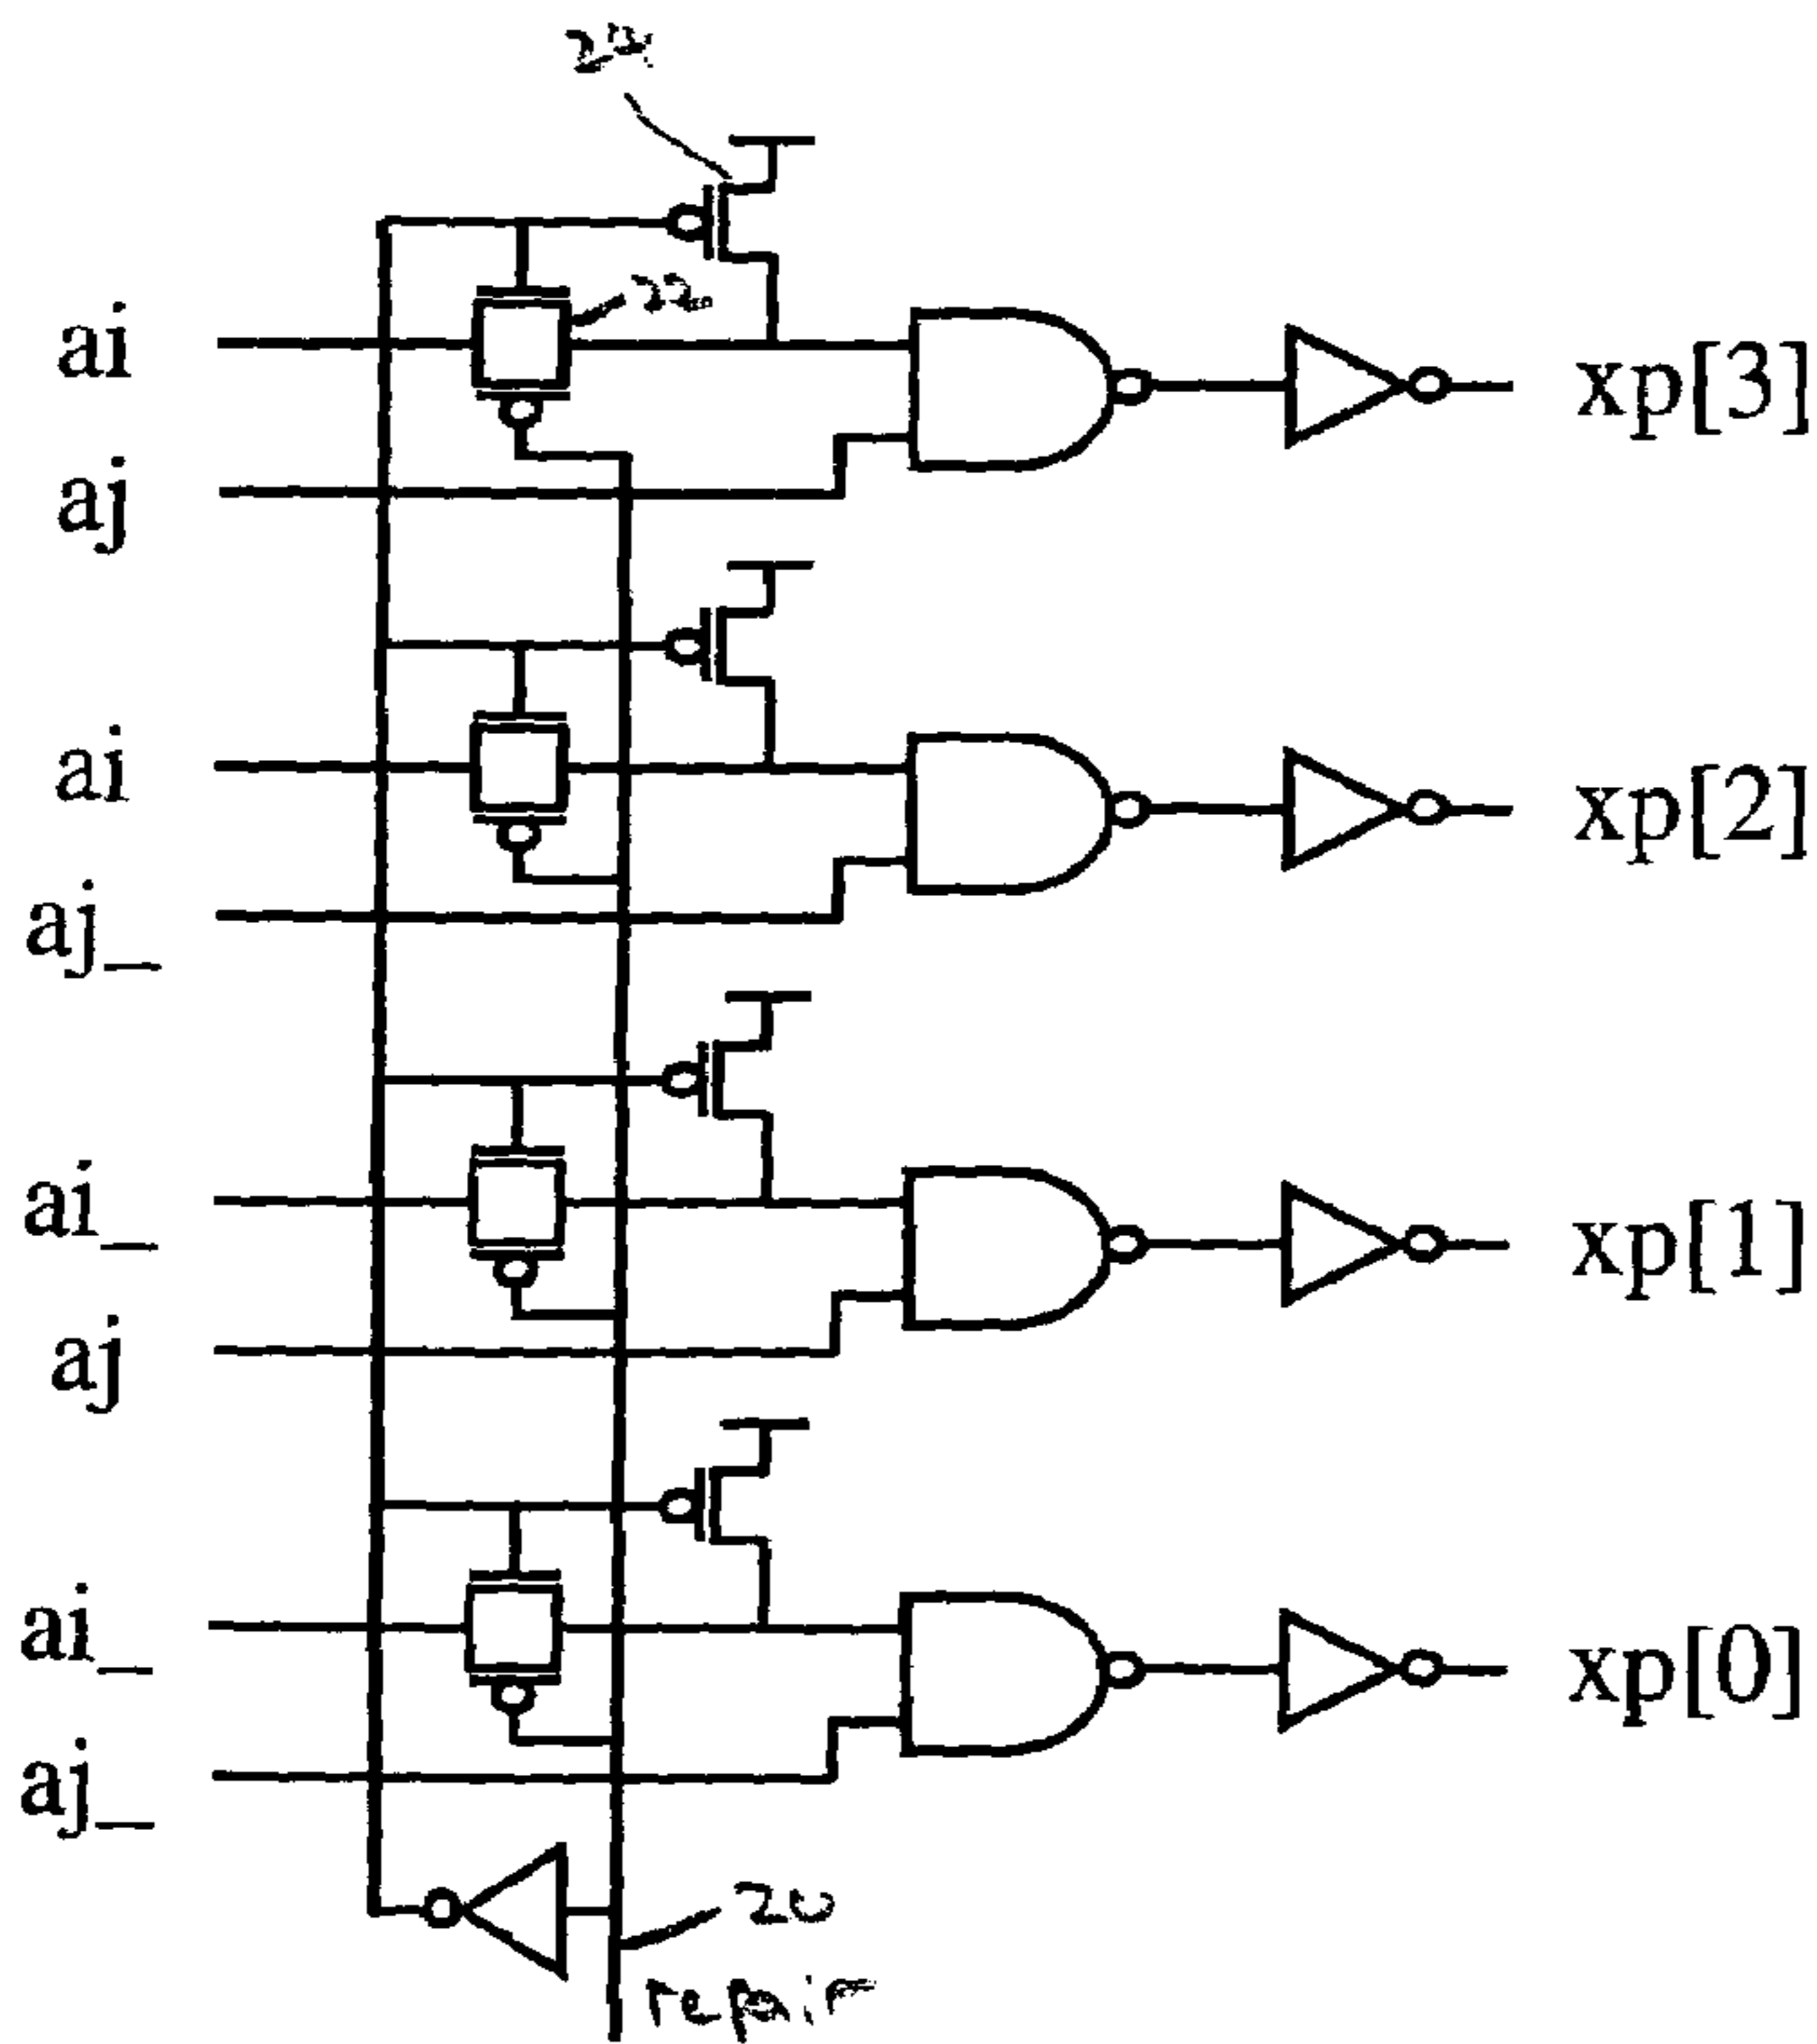 22
ai
xp[3]
aj
ai
xp[2]
aj_
ai_
xp[1]
aj
ai_
xp[0]
aj_
20
repair